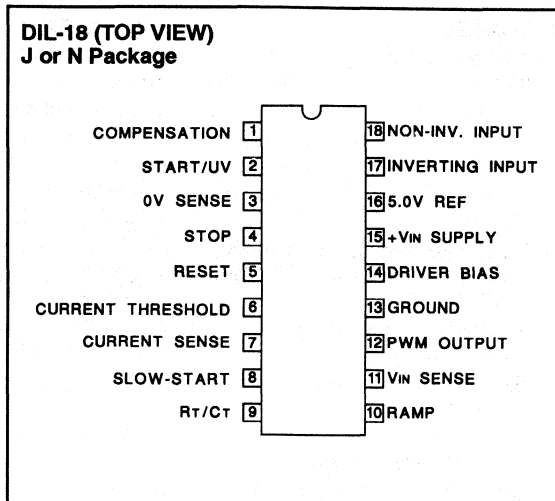 DIL-18 (TOP VIEW)
J or N Package
COMPENSATION 1
START/UV 2
0V SENSE 3
STOP 4
RESET 5
CURRENT THRESHOLD 6
CURRENT SENSE 7
SLOW-START 8
RT/CT 9
18 NON-INV. INPUT
17 INVERTING INPUT
16 5.0V REF
15 +VIN SUPPLY
14 DRIVER BIAS
13 GROUND
12 PWM OUTPUT
11 VIN SENSE
10 RAMP